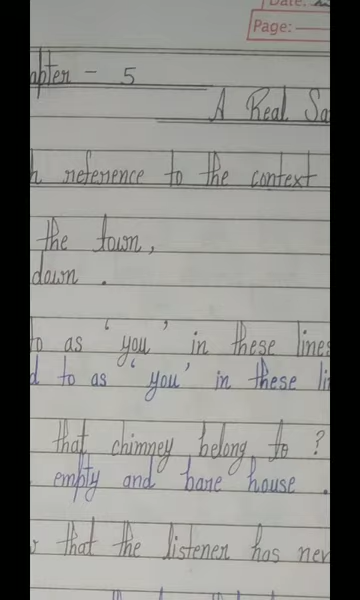 Date:
Page:
apter - 5
A Real Sa
h reference to the context
the town,
down .
to as 'you' in these lines
d to as 'you' in these li
that chimney belong to ?
empty and bare house .
that the listener has nev